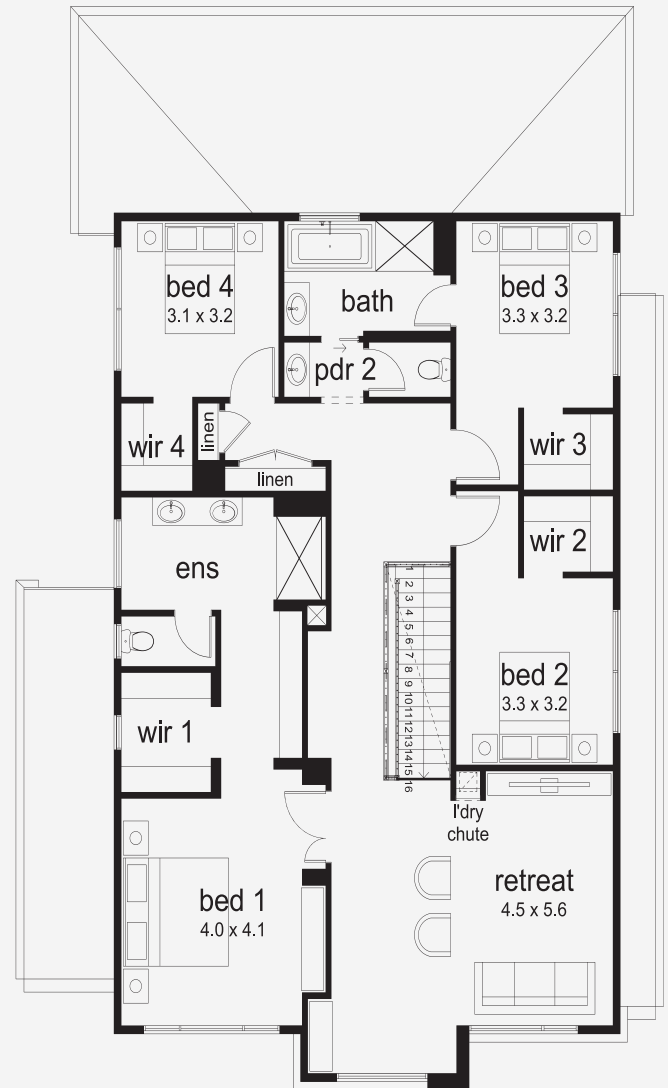 bed 4
3.1 x 3.2
bath
bed 3
3.3 x 3.2
pdr 2
linen
wir 4
wir 3
linen
wir 2
ens
1
2
3
4
5
6
7
8
9
10
11
12
13
14
15
16
bed 2
3.3 x 3.2
wir 1
l'dry
chute
retreat
4.5 x 5.6
bed 1
4.0 x 4.1